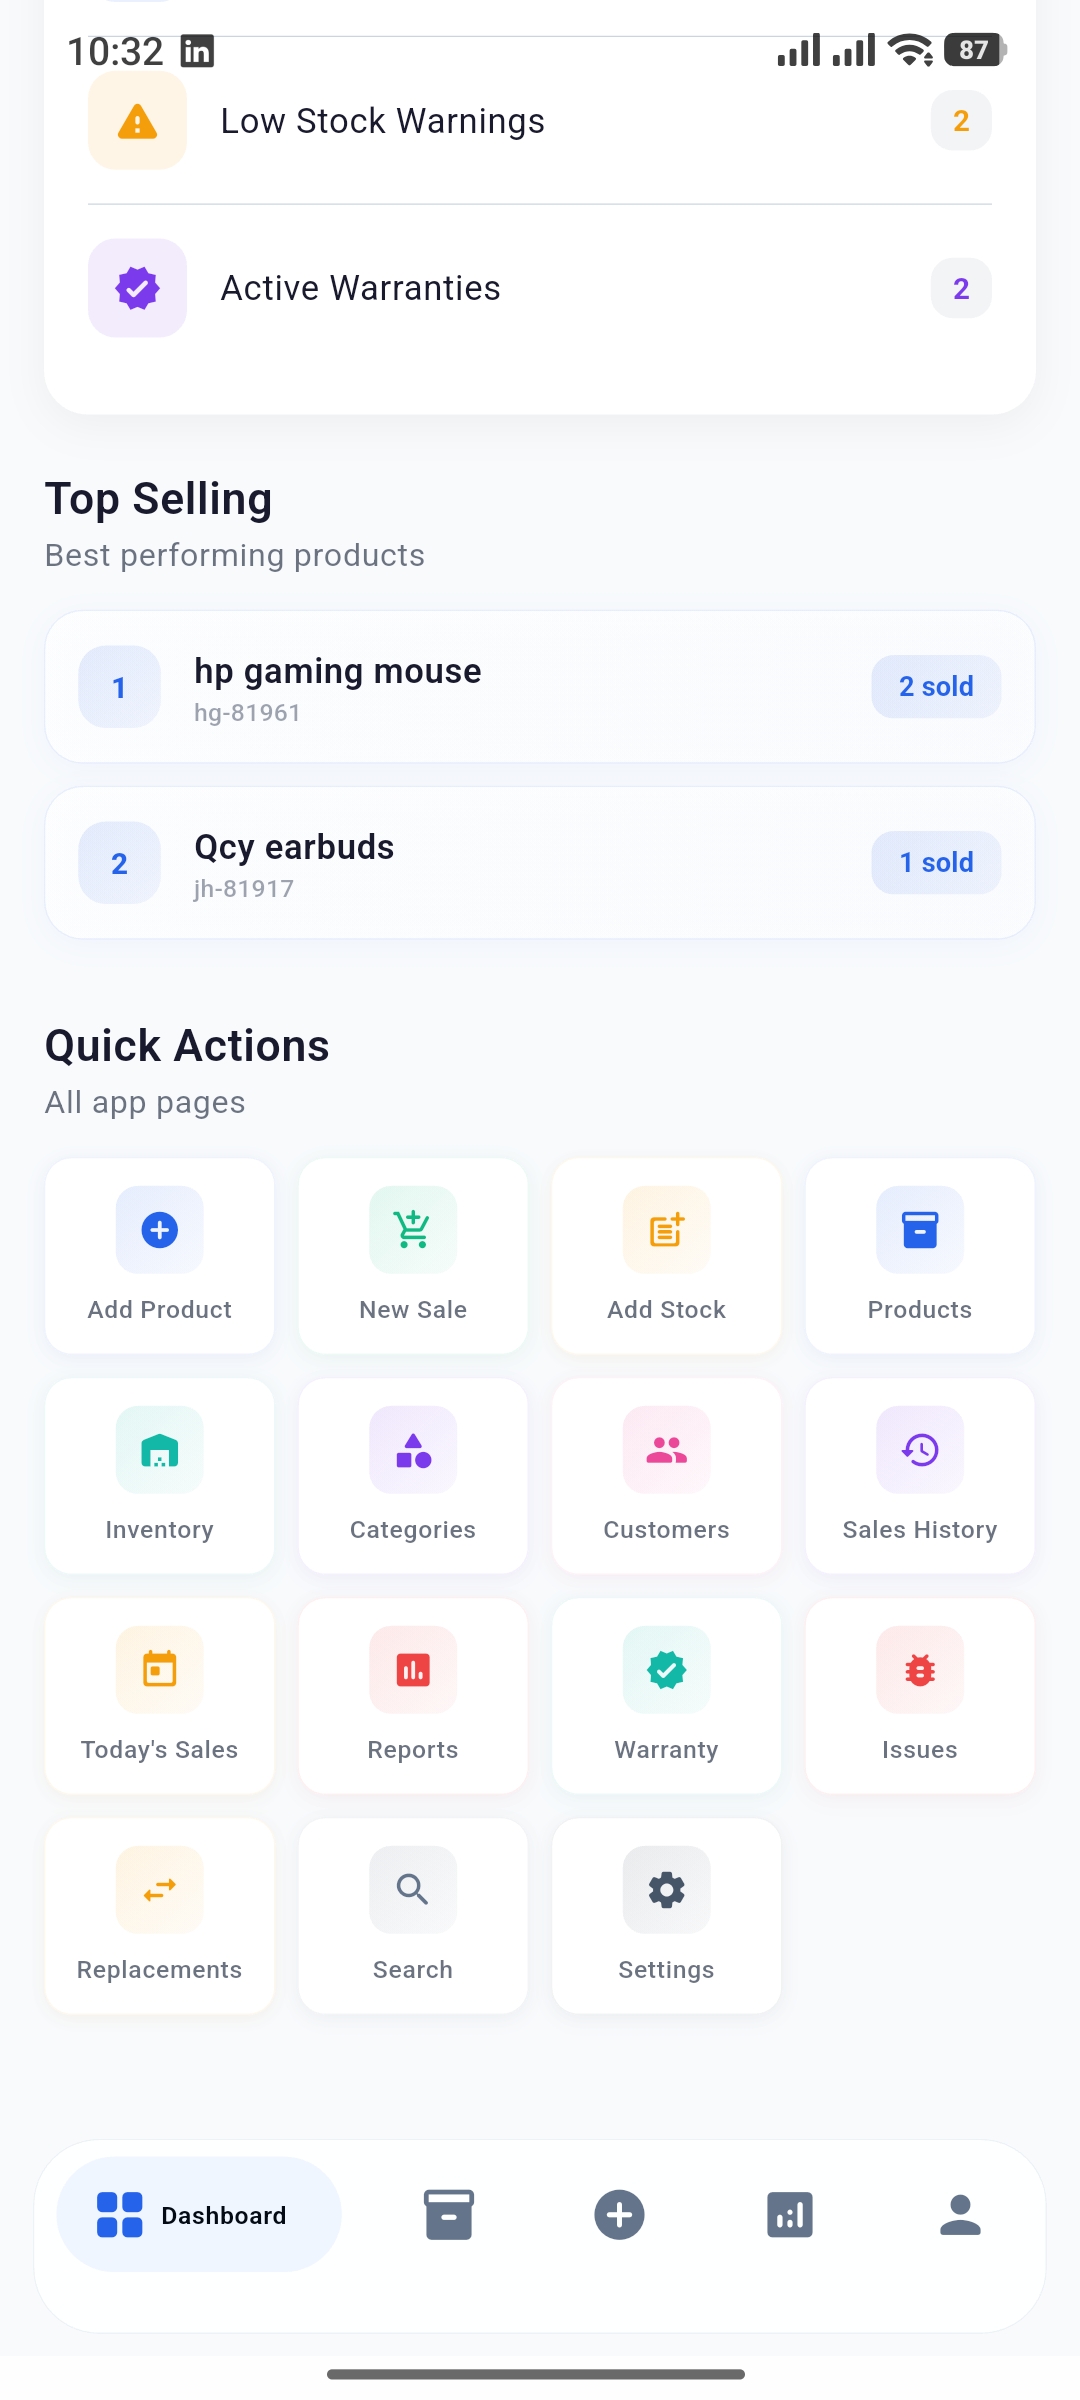 10:32
87
Low Stock Warnings
2
Active Warranties
2
Top Selling
Best performing products
1
hp gaming mouse
hg-81961
2 sold
2
Qcy earbuds
jh-81917
1 sold
Quick Actions
All app pages
Add Product
New Sale
Add Stock
Products
Inventory
Categories
Customers
Sales History
Today's Sales
Reports
Warranty
Issues
Replacements
Search
Settings
Dashboard